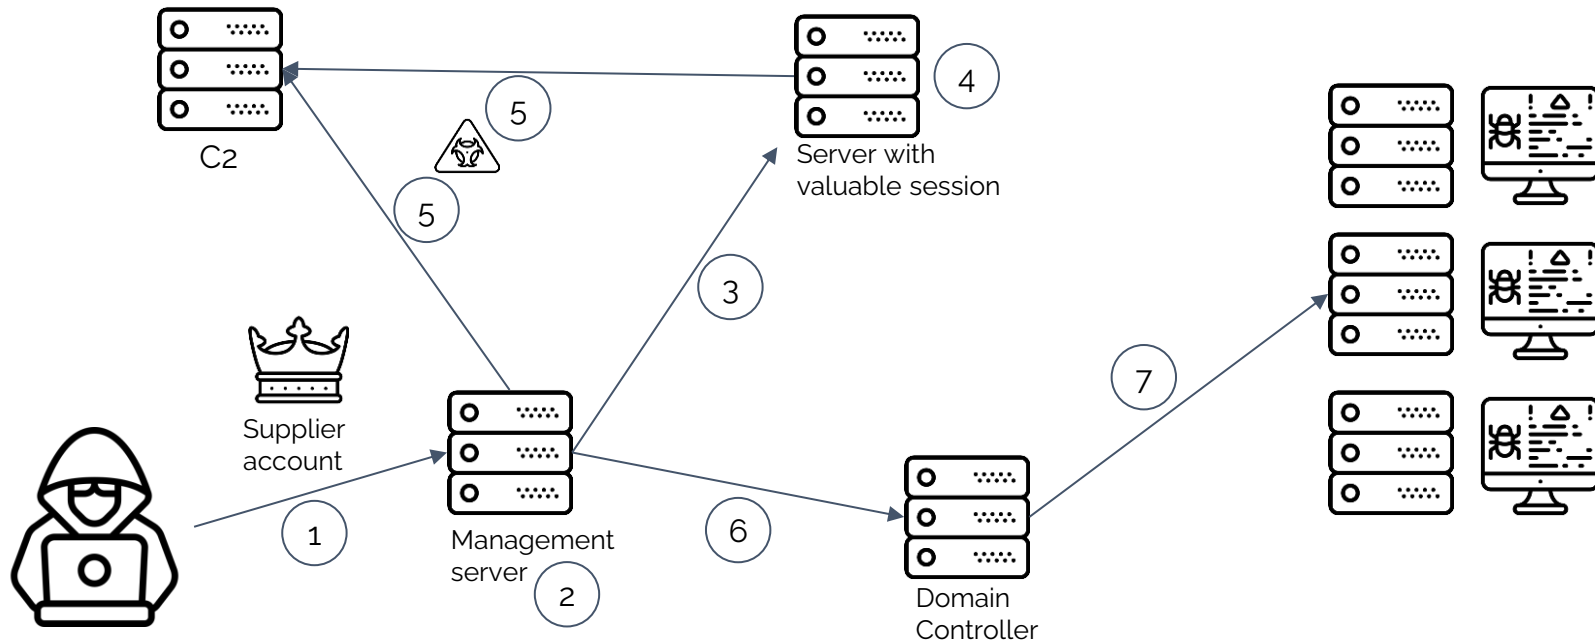 C2
5
4
Server with
valuable session
5
3
7
Supplier
account
1
Management
server
2
6
Domain
Controller